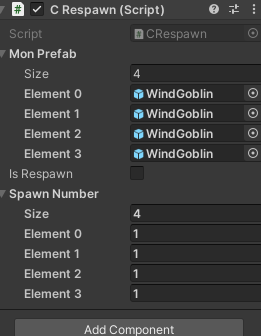 C Respawn (Script)
Script CRespawn
Mon Prefab
Size 4
Element 0 WindGoblin
Element 1 WindGoblin
Element 2 WindGoblin
Element 3 WindGoblin
Is Respawn
Spawn Number
Size 4
Element 0 1
Element 1 1
Element 2 1
Element 3 1
Add Component